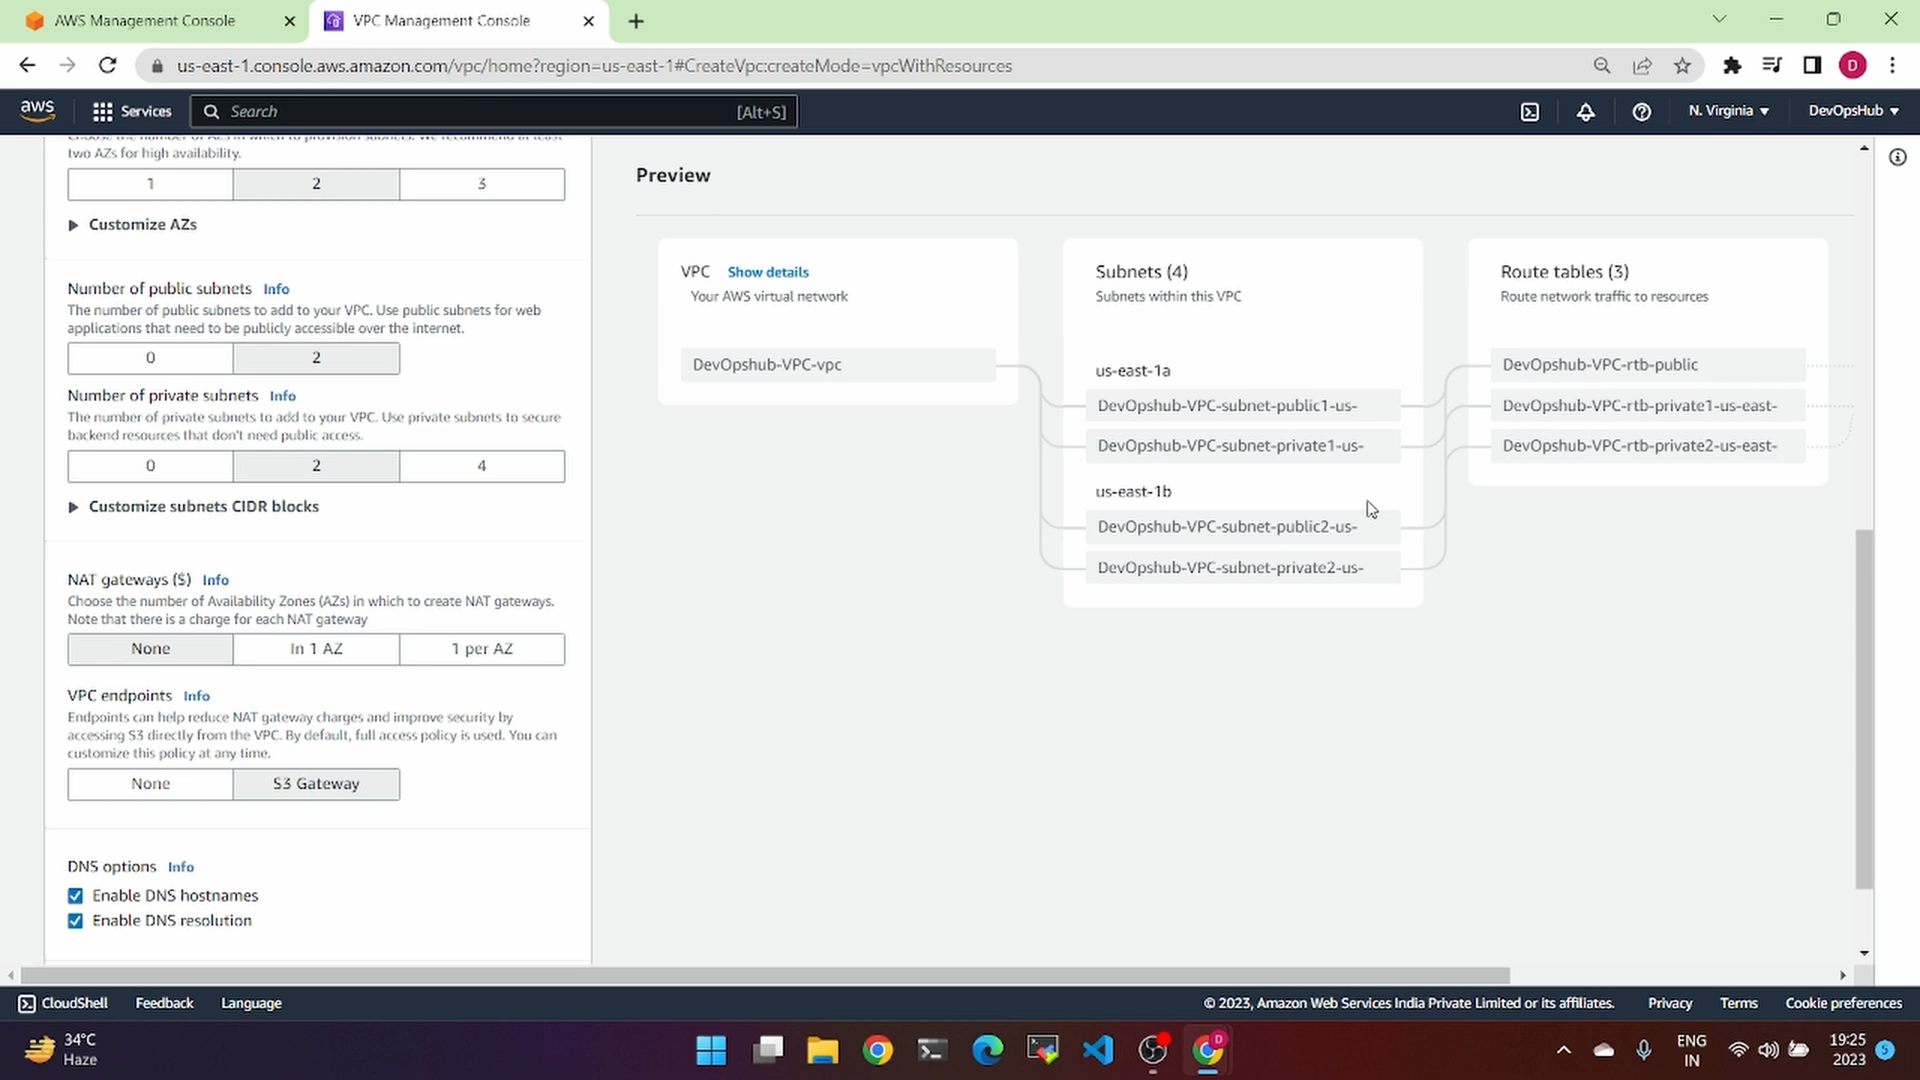 AWS Management Console
VPC Management Console
us-east-1.console.aws.amazon.com/vpc/home?region=us-east-1#CreateVpc:createMode=vpcWithResources
D
aws
Services
Search
[Alt+S]
N. Virginia
DevOpsHub
two AZs for high availability.
1
2
3
Customize AZs
Number of public subnets Info
The number of public subnets to add to your VPC. Use public subnets for web
applications that need to be publicly accessible over the internet.
0
2
Number of private subnets Info
The number of private subnets to add to your VPC. Use private subnets to secure
backend resources that don't need public access.
0
2
4
Customize subnets CIDR blocks
NAT gateways ($) Info
Choose the number of Availability Zones (AZs) in which to create NAT gateways.
Note that there is a charge for each NAT gateway
None
In 1 AZ
1 per AZ
VPC endpoints Info
Endpoints can help reduce NAT gateway charges and improve security by
accessing S3 directly from the VPC. By default, full access policy is used. You can
customize this policy at any time.
None
S3 Gateway
DNS options Info
Enable DNS hostnames
Enable DNS resolution
Preview
VPC Show details
Your AWS virtual network
DevOpshub-VPC-vpc
Subnets (4)
Subnets within this VPC
us-east-1a
DevOpshub-VPC-subnet-public1-us-
DevOpshub-VPC-subnet-private1-us-
us-east-1b
DevOpshub-VPC-subnet-public2-us-
DevOpshub-VPC-subnet-private2-us-
Route tables (3)
Route network traffic to resources
DevOpshub-VPC-rtb-public
DevOpshub-VPC-rtb-private1-us-east-
DevOpshub-VPC-rtb-private2-us-east-
CloudShell
Feedback
Language
© 2023, Amazon Web Services India Private Limited or its affiliates.
Privacy
Terms
Cookie preferences
34°C
Haze
D
ENG
IN
19:25
2023
5